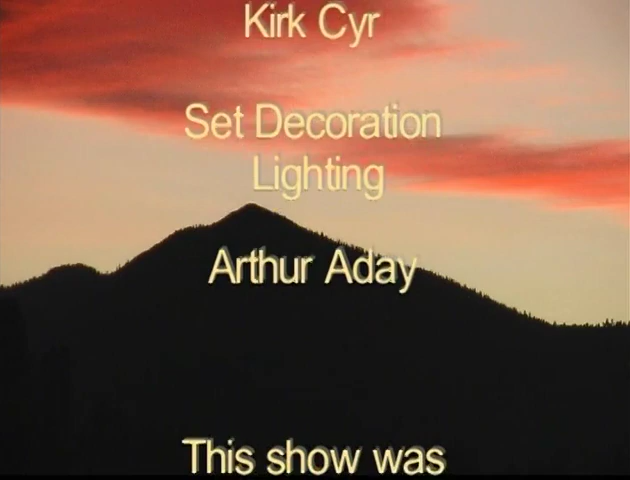 Kirk Cyr
Set Decoration
Lighting
Arthur Aday
This show was